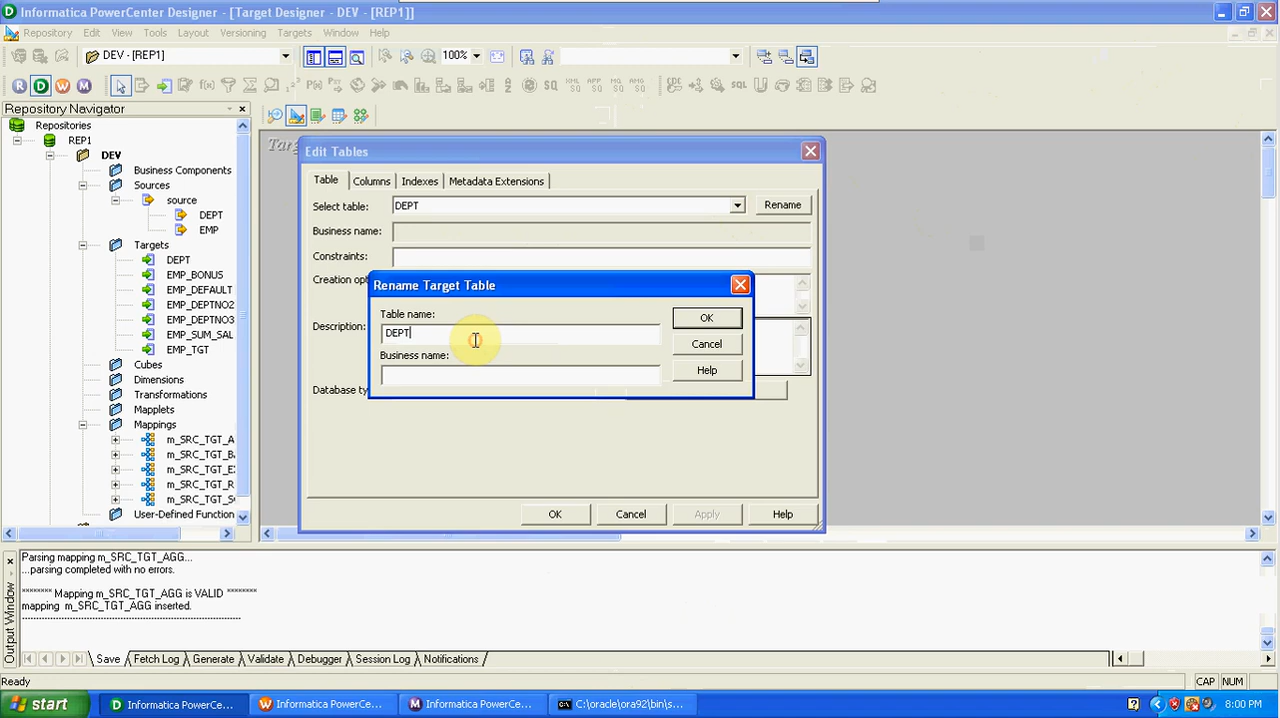 Informatica PowerCenter Designer - [Target Designer - DEV - [REP1]]
Repository Edit View Tools Layout Versioning Targets Window Help
DEV - [REP1] 100%
Repository Navigator
Repositories
REP1
DEV
Business Components
Sources
source
DEPT
EMP
Targets
DEPT
EMP_BONUS
EMP_DEFAULT
EMP_DEPTNO2
EMP_DEPTNO3
EMP_SUM_SAL
EMP_TGT
Cubes
Dimensions
Transformations
Mapplets
Mappings
m_SRC_TGT_A
m_SRC_TGT_B
m_SRC_TGT_E
m_SRC_TGT_R
m_SRC_TGT_S
User-Defined Function
Edit Tables
Table Columns Indexes Metadata Extensions
Select table: DEPT Rename
Business name:
Constraints:
Creation opt
Description:
Database ty
Rename Target Table
Table name:
DEPT
Business name:
OK
Cancel
Help
OK Cancel Apply Help
Parsing mapping m_SRC_TGT_AGG...
...parsing completed with no errors.
******** Mapping m_SRC_TGT_AGG is VALID ********
mapping m_SRC_TGT_AGG inserted.
Output Window
Save Fetch Log Generate Validate Debugger Session Log Notifications
Ready CAP NUM
start Informatica PowerCe... Informatica PowerCent... Informatica PowerCent... C:\oracle\ora92\bin\s... 8:00 PM